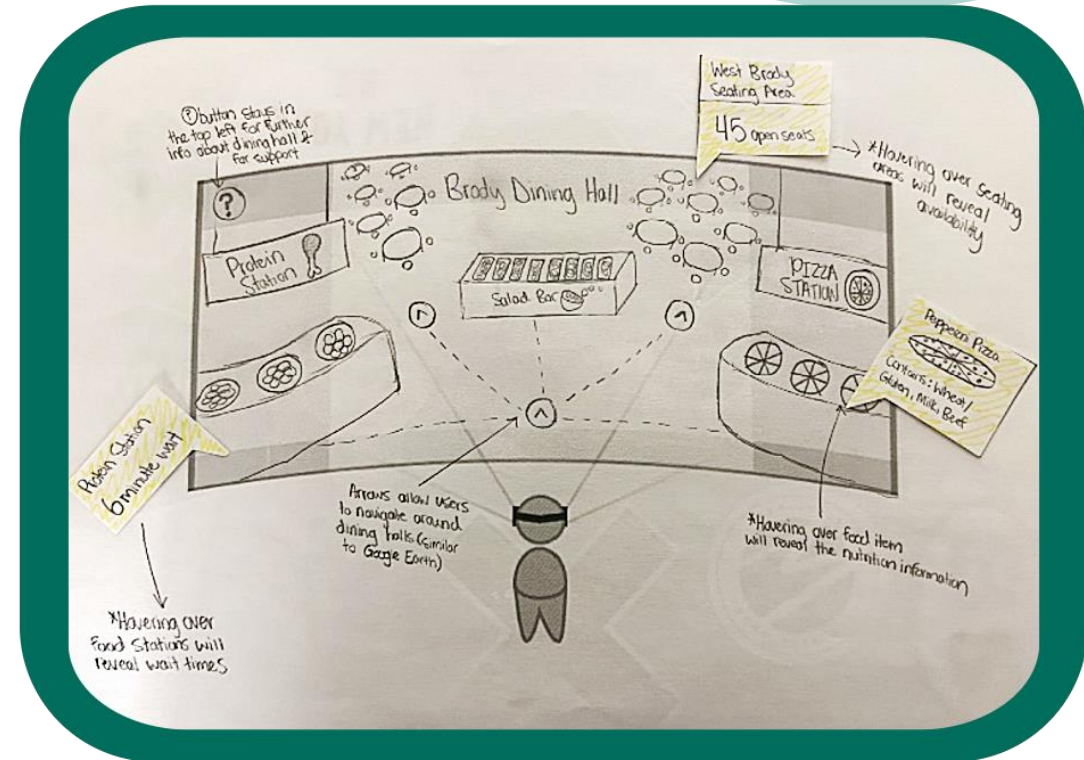 ? button stays in
the top left for further
info about dining hall &
for support
West Brody
Seating Area
45 open seats
*Hovering over seating
areas will reveal
availability
?
Brody Dining Hall
Protein
Station
Salad Bar
PIZZA
STATION
Pepperoni Pizza
Contains: Wheat/
Gluten, Milk, Beef
Protein Station
6 minute wait
Arrows allow users
to navigate around
dining halls (similar
to Google Earth)
*Hovering over food item
will reveal the nutrition information
*Hovering over
Food Stations will
reveal wait times